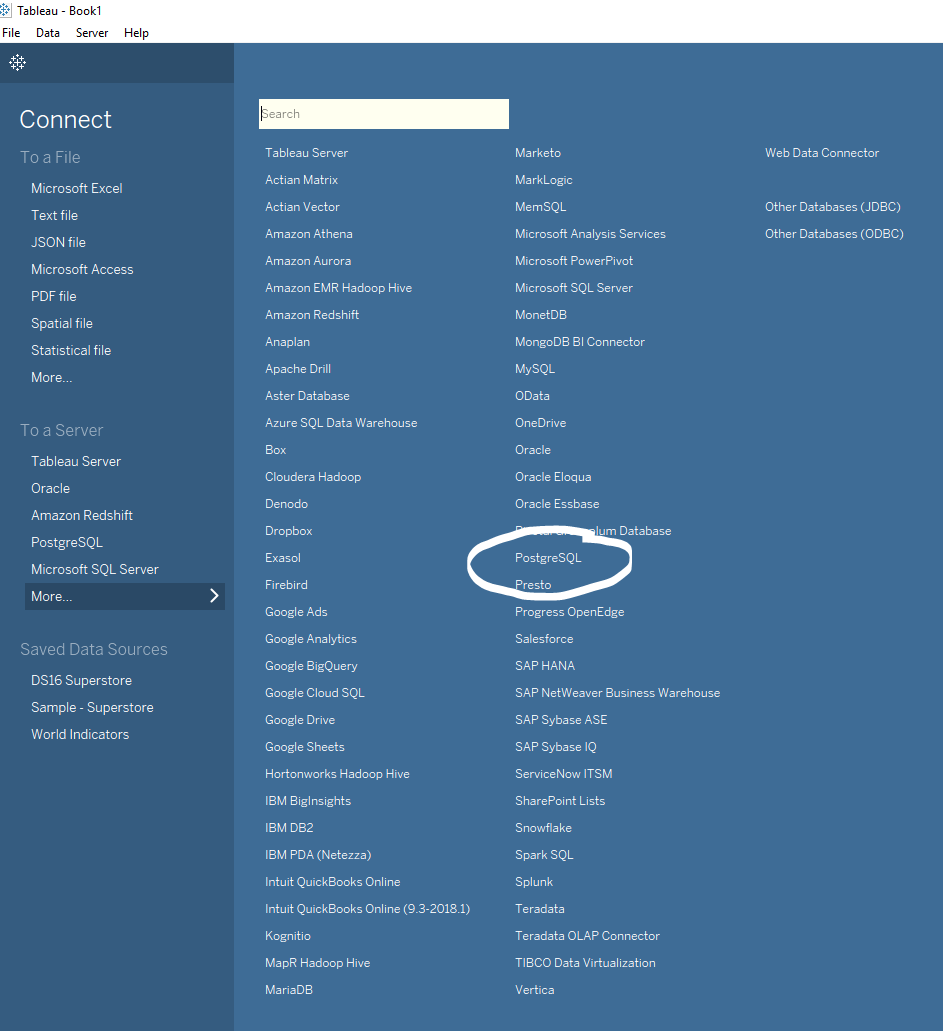 Tableau - Book1
File Data Server Help
Connect
To a File
Microsoft Excel
Text file
JSON file
Microsoft Access
PDF file
Spatial file
Statistical file
More...
To a Server
Tableau Server
Oracle
Amazon Redshift
PostgreSQL
Microsoft SQL Server
More...
Saved Data Sources
DS16 Superstore
Sample - Superstore
World Indicators
Search
Tableau Server
Actian Matrix
Actian Vector
Amazon Athena
Amazon Aurora
Amazon EMR Hadoop Hive
Amazon Redshift
Anaplan
Apache Drill
Aster Database
Azure SQL Data Warehouse
Box
Cloudera Hadoop
Denodo
Dropbox
Exasol
Firebird
Google Ads
Google Analytics
Google BigQuery
Google Cloud SQL
Google Drive
Google Sheets
Hortonworks Hadoop Hive
IBM BigInsights
IBM DB2
IBM PDA (Netezza)
Intuit QuickBooks Online
Intuit QuickBooks Online (9.3-2018.1)
Kognitio
MapR Hadoop Hive
MariaDB
Marketo
MarkLogic
MemSQL
Microsoft Analysis Services
Microsoft PowerPivot
Microsoft SQL Server
MonetDB
MongoDB BI Connector
MySQL
OData
OneDrive
Oracle
Oracle Eloqua
Oracle Essbase
Database
PostgreSQL
Presto
Progress OpenEdge
Salesforce
SAP HANA
SAP NetWeaver Business Warehouse
SAP Sybase ASE
SAP Sybase IQ
ServiceNow ITSM
SharePoint Lists
Snowflake
Spark SQL
Splunk
Teradata
Teradata OLAP Connector
TIBCO Data Virtualization
Vertica
Web Data Connector
Other Databases (JDBC)
Other Databases (ODBC)